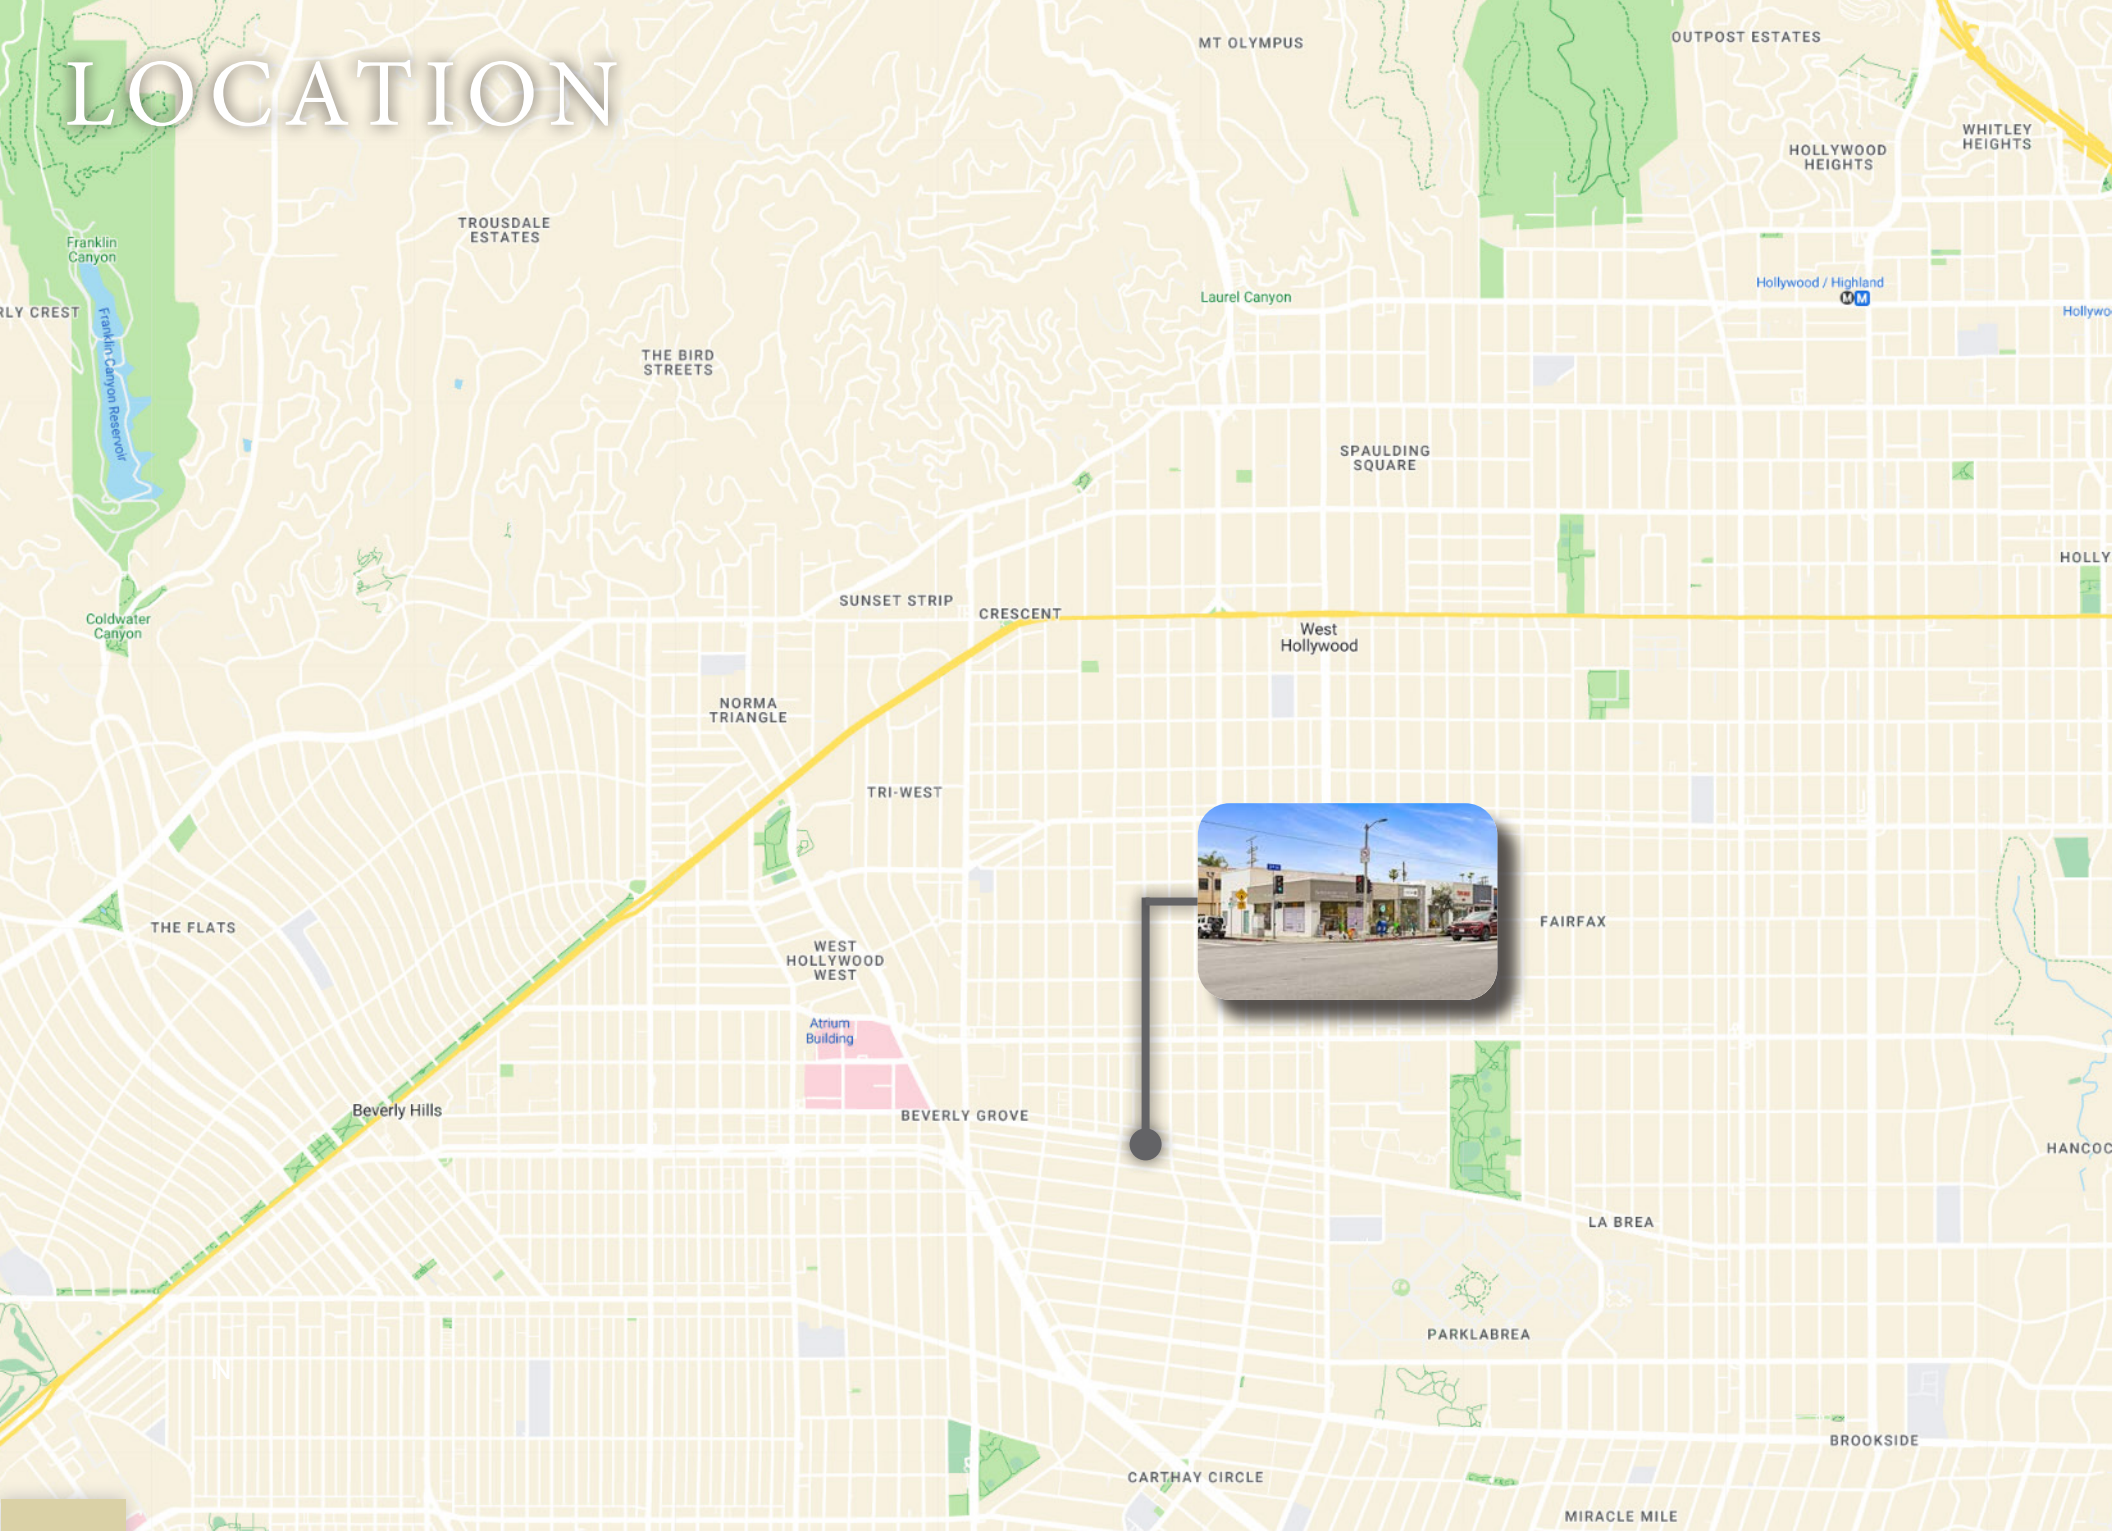 LOCATION
MT OLYMPUS
OUTPOST ESTATES
HOLLYWOOD
HEIGHTS
WHITLEY
HEIGHTS
TROUSDALE
ESTATES
Franklin
Canyon
RLY CREST
Franklin Canyon Reservoir
Laurel Canyon
Hollywood / Highland
M M
Hollywo
THE BIRD
STREETS
SPAULDING
SQUARE
HOLLY
SUNSET STRIP
CRESCENT
Coldwater
Canyon
West
Hollywood
NORMA
TRIANGLE
TRI-WEST
THE FLATS
FAIRFAX
WEST
HOLLYWOOD
WEST
Atrium
Building
Beverly Hills
BEVERLY GROVE
HANCOC
LA BREA
PARKLABREA
N
BROOKSIDE
S
CARTHAY CIRCLE
MIRACLE MILE